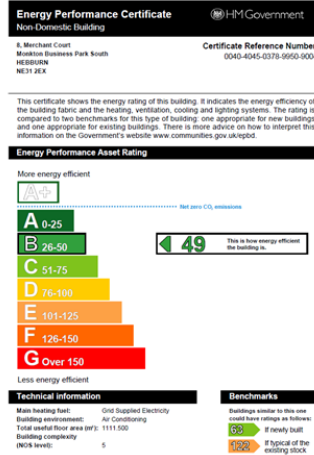 Energy Performance Certificate
Non-Domestic Building
HM Government
8, Merchant Court
Monkton Business Park South
HEBBURN
NE31 2EX
Certificate Reference Number
0040-4045-0378-9950-900
This certificate shows the energy rating of this building. It indicates the energy efficiency of
the building fabric and the heating, ventilation, cooling and lighting systems. The rating is
compared to two benchmarks for this type of building: one appropriate for new buildings
and one appropriate for existing buildings. There is more advice on how to interpret this
information on the Government's website www.communities.gov.uk/epbd.
Energy Performance Asset Rating
More energy efficient
A+
Net zero CO₂ emissions
A 0-25
B 26-50
49
This is how energy efficient
the building is.
C 51-75
D 76-100
E 101-125
F 126-150
G Over 150
Less energy efficient
Technical information
Main heating fuel: Grid Supplied Electricity
Building environment: Air Conditioning
Total useful floor area (m²): 1111.500
Building complexity
(NOS level): 5
Benchmarks
Buildings similar to this one
could have ratings as follows:
If newly built
If typical of the
existing stock